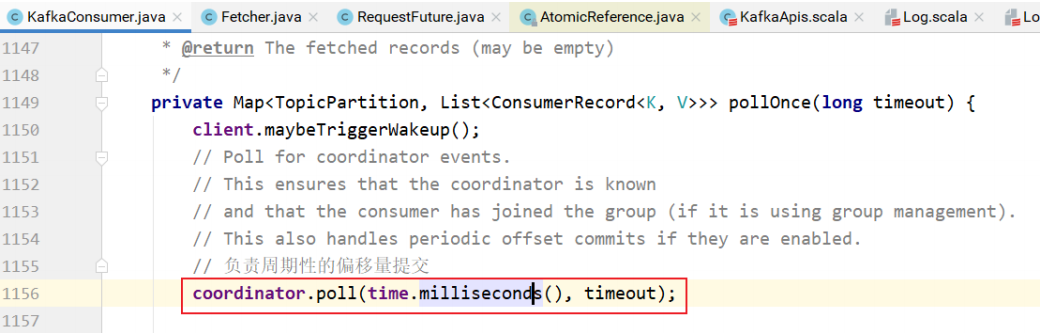 KafkaConsumer.java × Fetcher.java × RequestFuture.java × AtomicReference.java × KafkaApis.scala × Log.scala × Lo
1147 * @return The fetched records (may be empty)
1148 */
1149 private Map<TopicPartition, List<ConsumerRecord<K, V>>> pollOnce(long timeout) {
1150 client.maybeTriggerWakeup();
1151 // Poll for coordinator events.
1152 // This ensures that the coordinator is known
1153 // and that the consumer has joined the group (if it is using group management).
1154 // This also handles periodic offset commits if they are enabled.
1155 // 负责周期性的偏移量提交
1156 coordinator.poll(time.milliseconds(), timeout);
1157